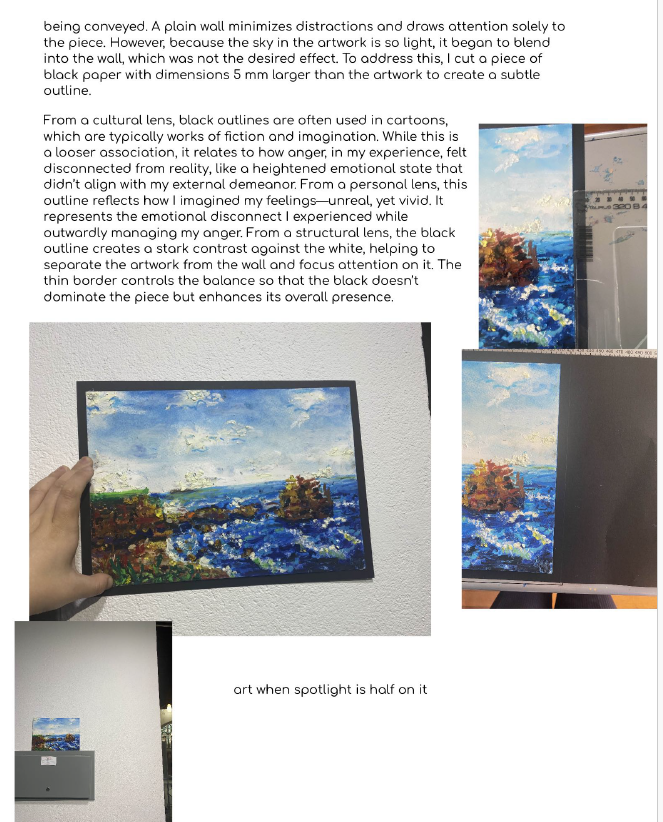 being conveyed. A plain wall minimizes distractions and draws attention solely to
the piece. However, because the sky in the artwork is so light, it began to blend
into the wall, which was not the desired effect. To address this, I cut a piece of
black paper with dimensions 5 mm larger than the artwork to create a subtle
outline.
From a cultural lens, black outlines are often used in cartoons,
which are typically works of fiction and imagination. While this is
a looser association, it relates to how anger, in my experience, felt
disconnected from reality, like a heightened emotional state that
didn't align with my external demeanor. From a personal lens, this
outline reflects how I imagined my feelings—unreal, yet vivid. It
represents the emotional disconnect I experienced while
outwardly managing my anger. From a structural lens, the black
outline creates a stark contrast against the white, helping to
separate the artwork from the wall and focus attention on it. The
thin border controls the balance so that the black doesn't
dominate the piece but enhances its overall presence.
art when spotlight is half on it